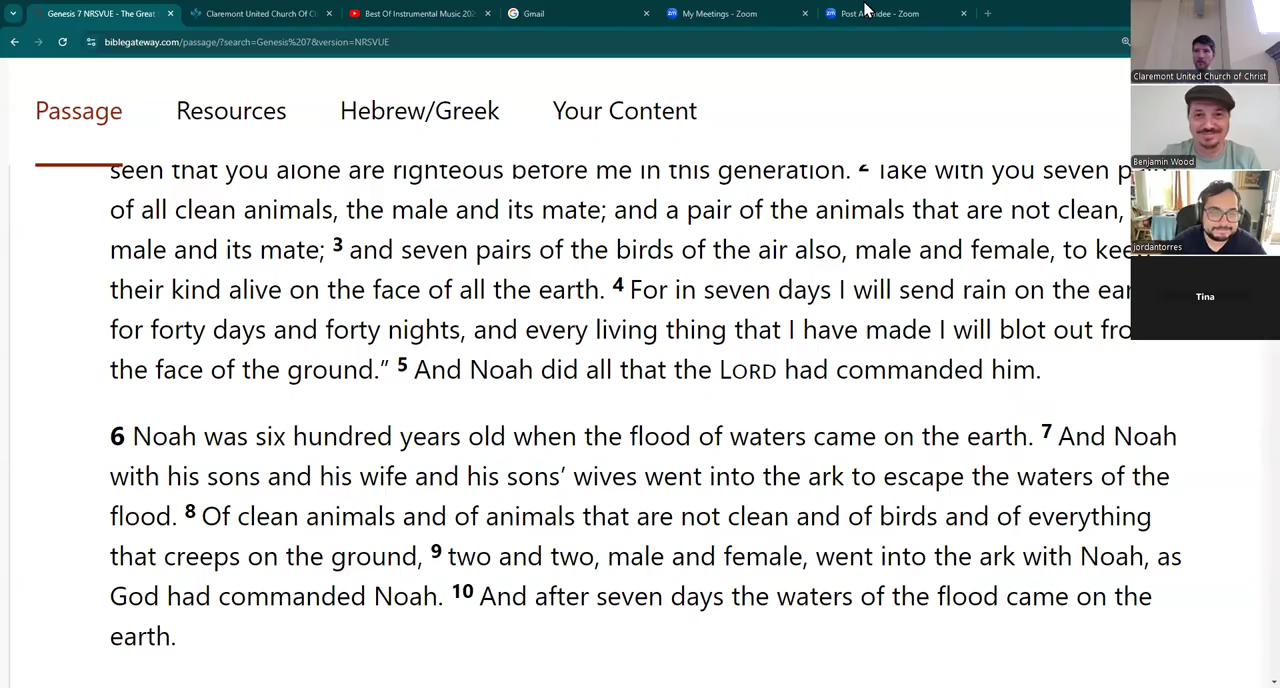 Genesis 7 NRSVUE - The Great
Claremont United Church Of C
Best Of Instrumental Music 202
Gmail
My Meetings - Zoom
Post A
dee - Zoom
biblegateway.com/passage/?search=Genesis%207&version=NRSVUE
Claremont United Church of Christ
Passage
Resources
Hebrew/Greek
Your Content
Benjamin Wood
seen that you alone are righteous before me in this generation. 2 Take with you seven p
of all clean animals, the male and its mate; and a pair of the animals that are not clean,
male and its mate; 3 and seven pairs of the birds of the air also, male and female, to kee
jordantorres
their kind alive on the face of all the earth. 4 For in seven days I will send rain on the ear
Tina
for forty days and forty nights, and every living thing that I have made I will blot out fro
the face of the ground.” 5 And Noah did all that the LORD had commanded him.
6 Noah was six hundred years old when the flood of waters came on the earth. 7 And Noah
with his sons and his wife and his sons’ wives went into the ark to escape the waters of the
flood. 8 Of clean animals and of animals that are not clean and of birds and of everything
that creeps on the ground, 9 two and two, male and female, went into the ark with Noah, as
God had commanded Noah. 10 And after seven days the waters of the flood came on the
earth.